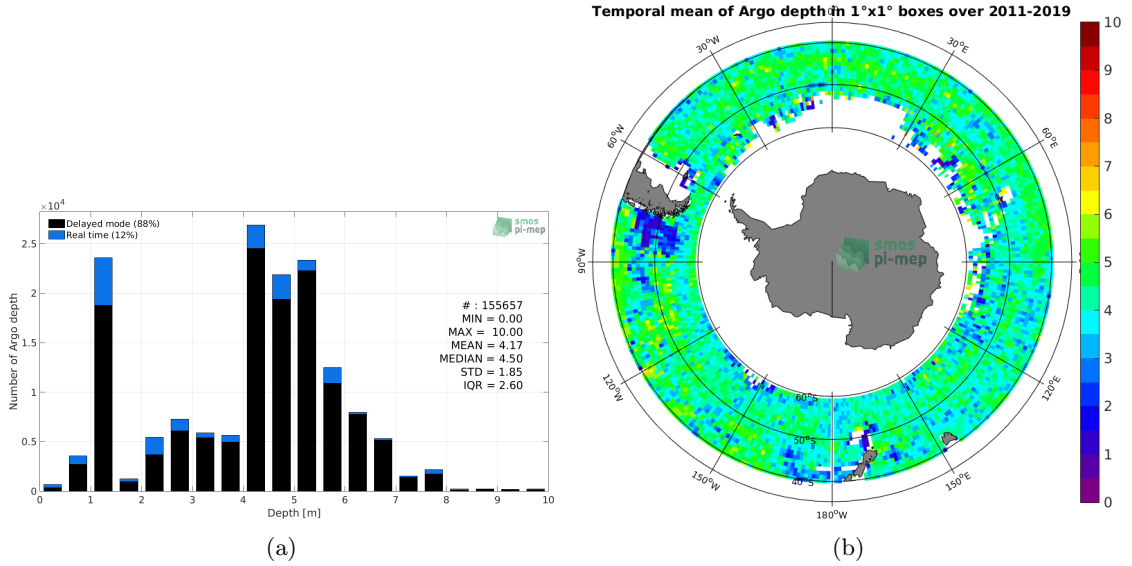 ×10⁴
Delayed mode (88%)
Real time (12%)
smos
pi-mep
2.5
2
1.5
1
0.5
0
Number of Argo depth
# : 155657
MIN = 0.00
MAX = 10.00
MEAN = 4.17
MEDIAN = 4.50
STD = 1.85
IQR = 2.60
0 1 2 3 4 5 6 7 8 9 10
Depth [m]
(a)
Temporal mean of Argo depth in 1°x1° boxes over 2011-2019
30°W
30°E
60°W
60°E
90°W
120°W
120°E
150°W
150°E
180°W
60°S
50°S
40°S
smos
pi-mep
10
9
8
7
6
5
4
3
2
1
0
(b)